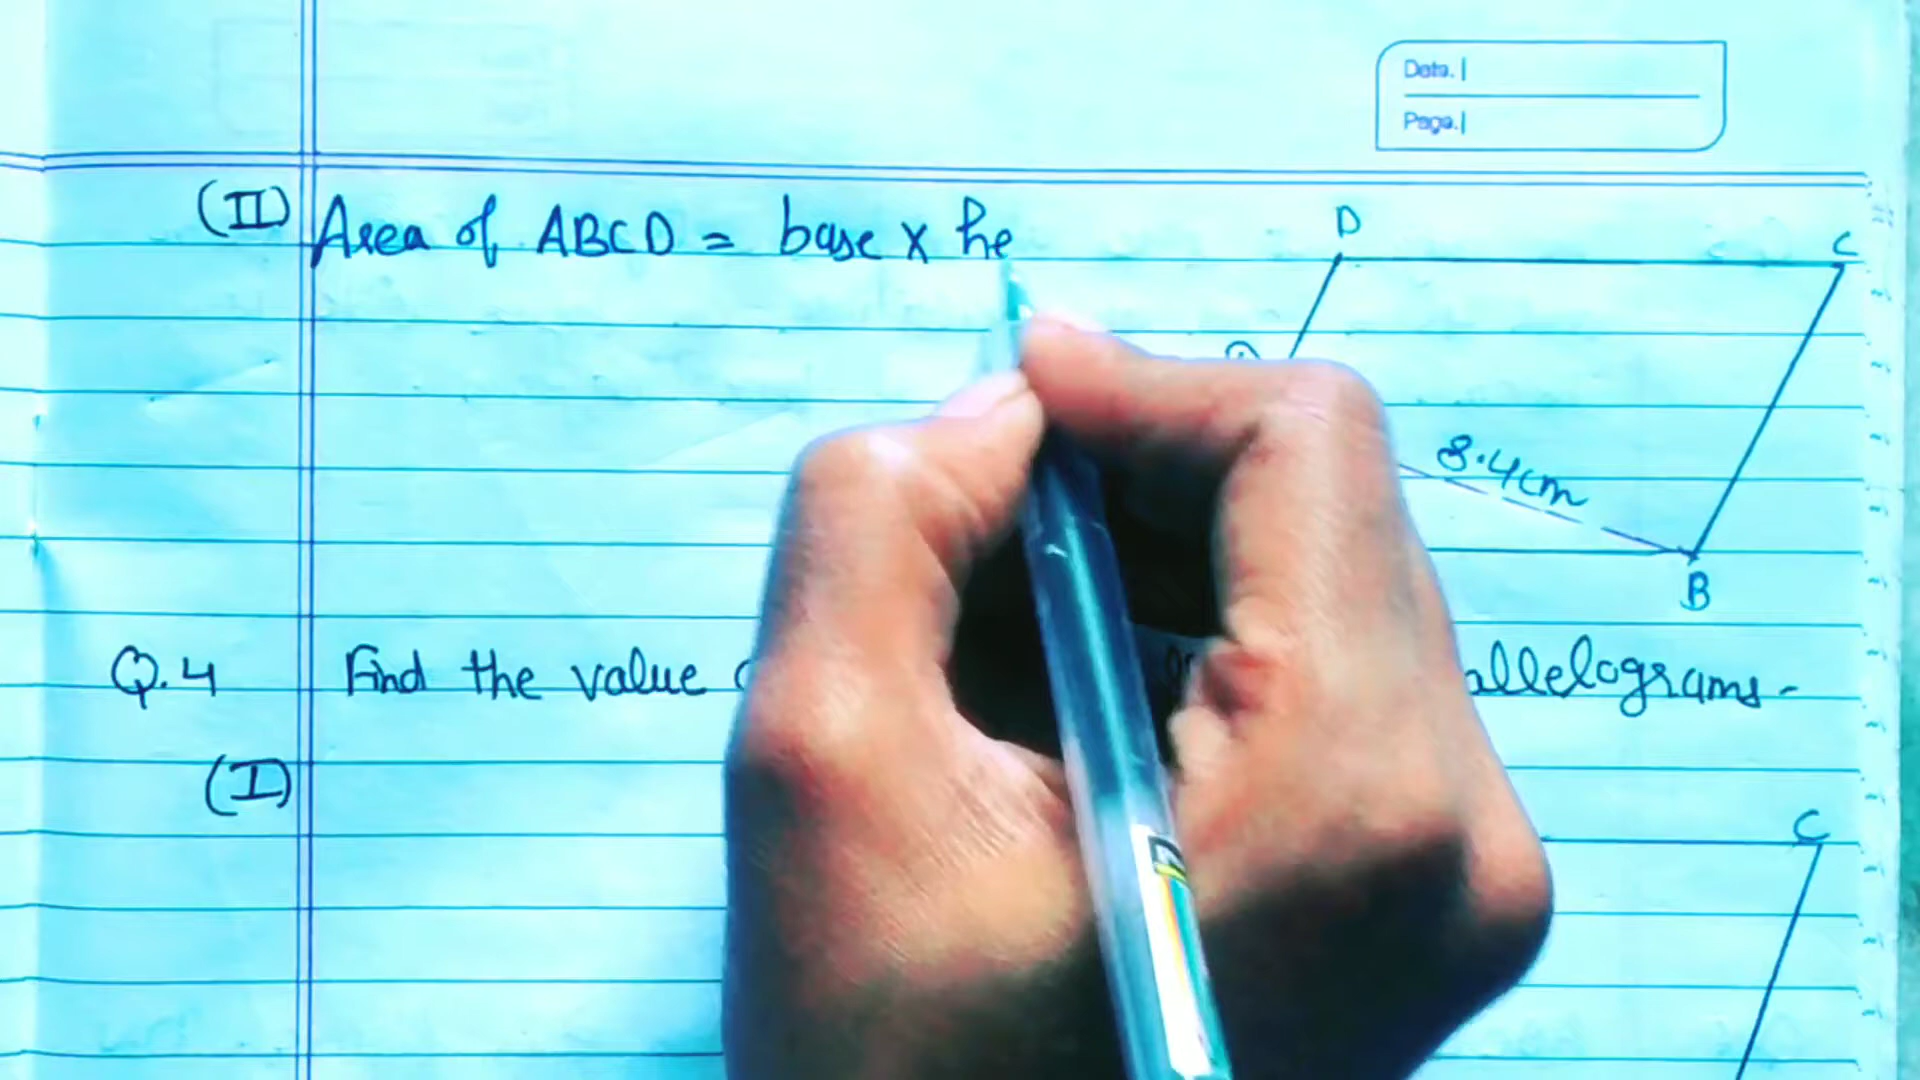 Date.
Page.
(II) Area of ABCD = base x he
D
C
8.4cm
B
Q.4 Find the value
allelograms-
(I)
C